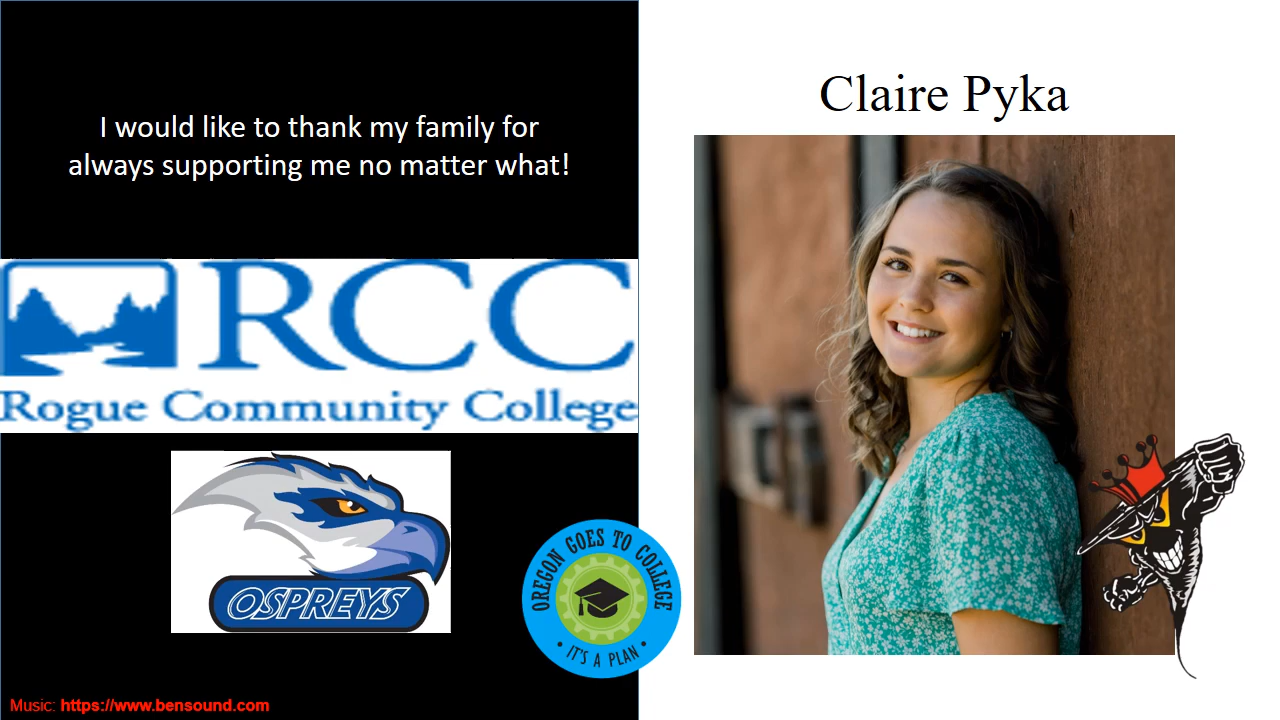 I would like to thank my family for
always supporting me no matter what!
RCC
Rogue Community College
OSPREYS
OREGON GOES TO COLLEGE
• IT'S A PLAN •
Music: https://www.bensound.com
Claire Pyka